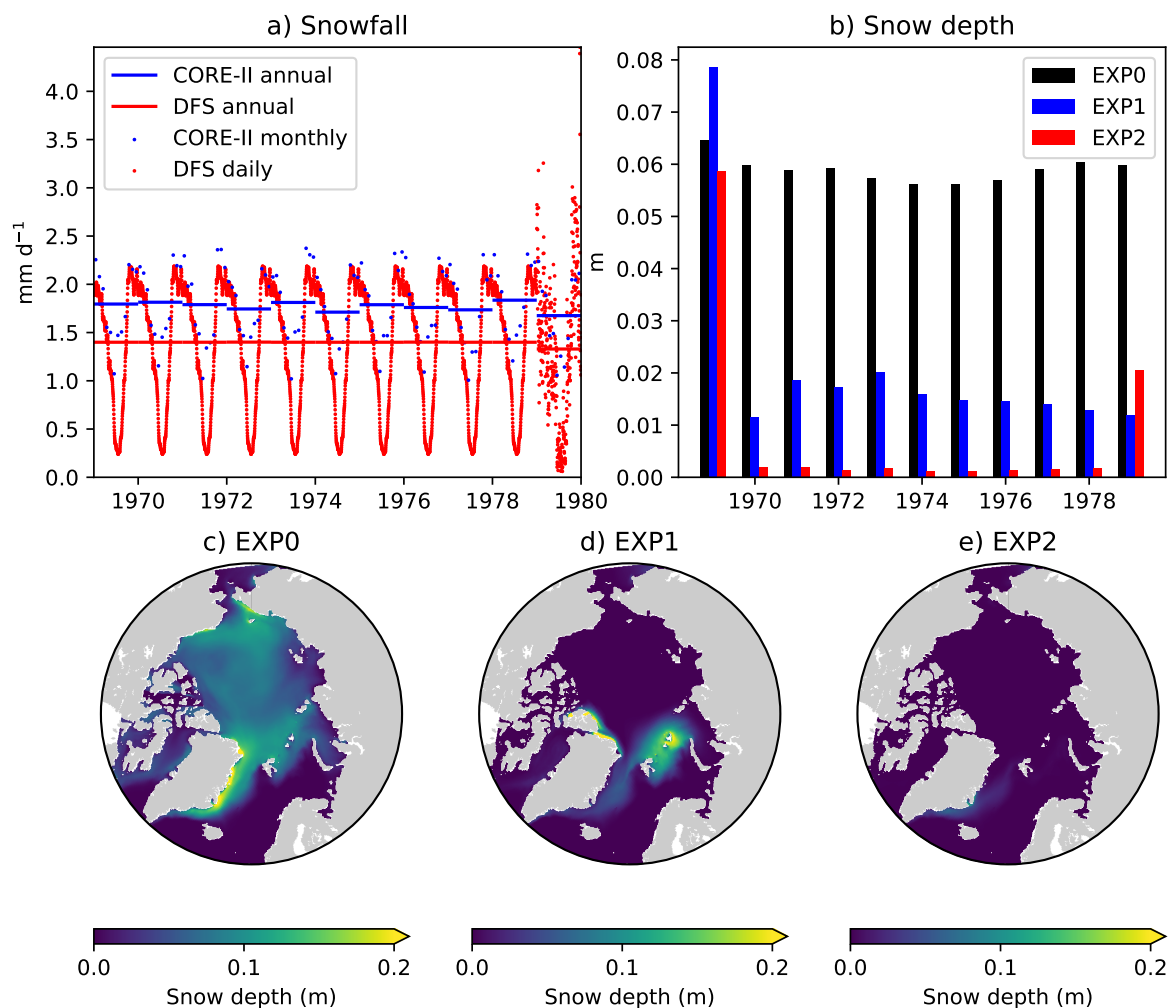 a) Snowfall
b) Snow depth
mm d⁻¹
4.0
3.5
3.0
2.5
2.0
1.5
1.0
0.5
0.0
CORE-II annual
DFS annual
CORE-II monthly
DFS daily
1970 1972 1974 1976 1978 1980
m
0.08
0.07
0.06
0.05
0.04
0.03
0.02
0.01
0.00
EXP0
EXP1
EXP2
1970 1972 1974 1976 1978
c) EXP0
d) EXP1
e) EXP2
0.0 0.1 0.2
Snow depth (m)
0.0 0.1 0.2
Snow depth (m)
0.0 0.1 0.2
Snow depth (m)